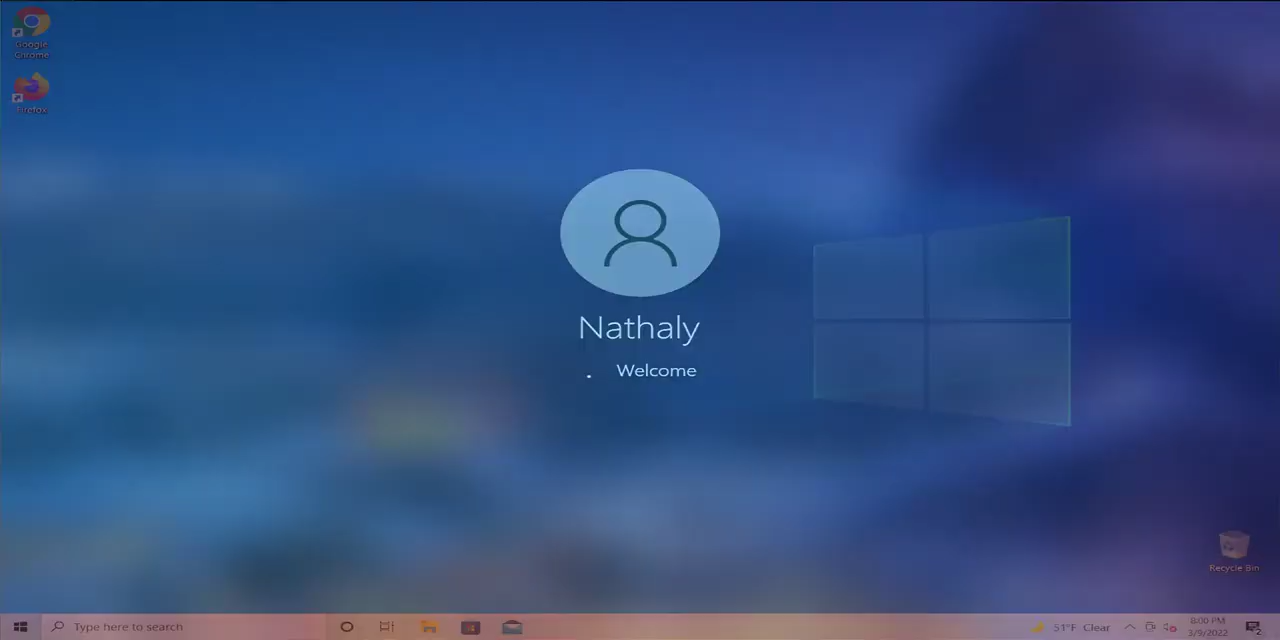 Google
Chrome
Firefox
Nathaly
Welcome
Recycle Bin
Type here to search
51°F Clear
8:00 PM
3/9/2022
2